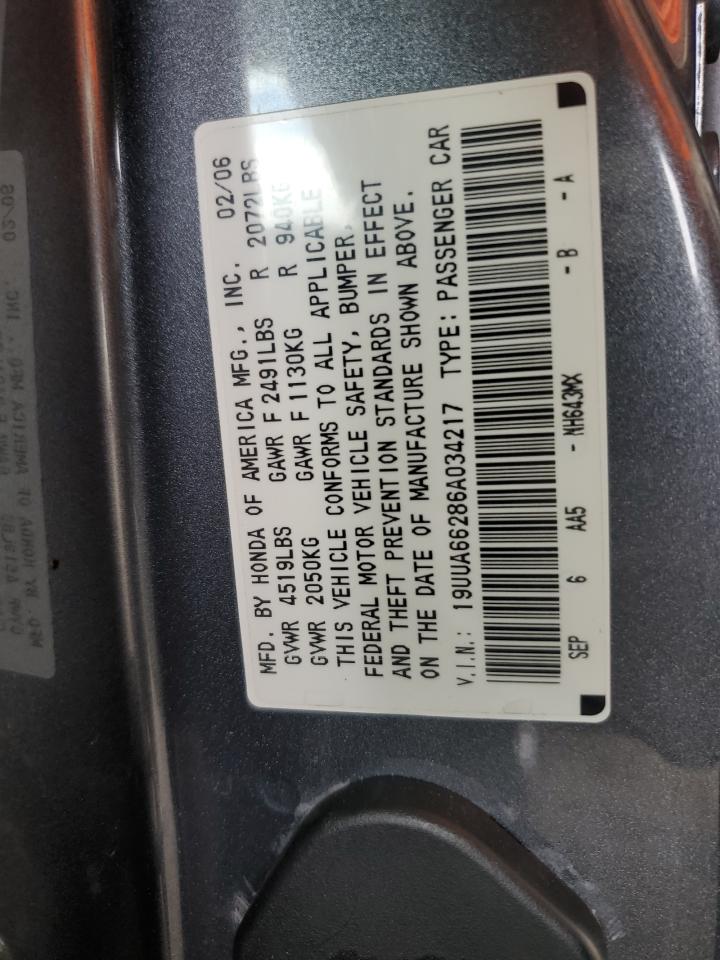 MFD. BY HONDA OF AMERICA MFG., INC. 02/06
GVWR 4519LBS GAWR F 2491LBS R 2072LBS
GVWR 2050KG GAWR F 1130KG R 940KG
THIS VEHICLE CONFORMS TO ALL APPLICABLE
FEDERAL MOTOR VEHICLE SAFETY, BUMPER,
AND THEFT PREVENTION STANDARDS IN EFFECT
ON THE DATE OF MANUFACTURE SHOWN ABOVE.
V.I.N.: 19UUA66286A034217 TYPE: PASSENGER CAR
SEP 6 AA5 - NH643MX - B - A